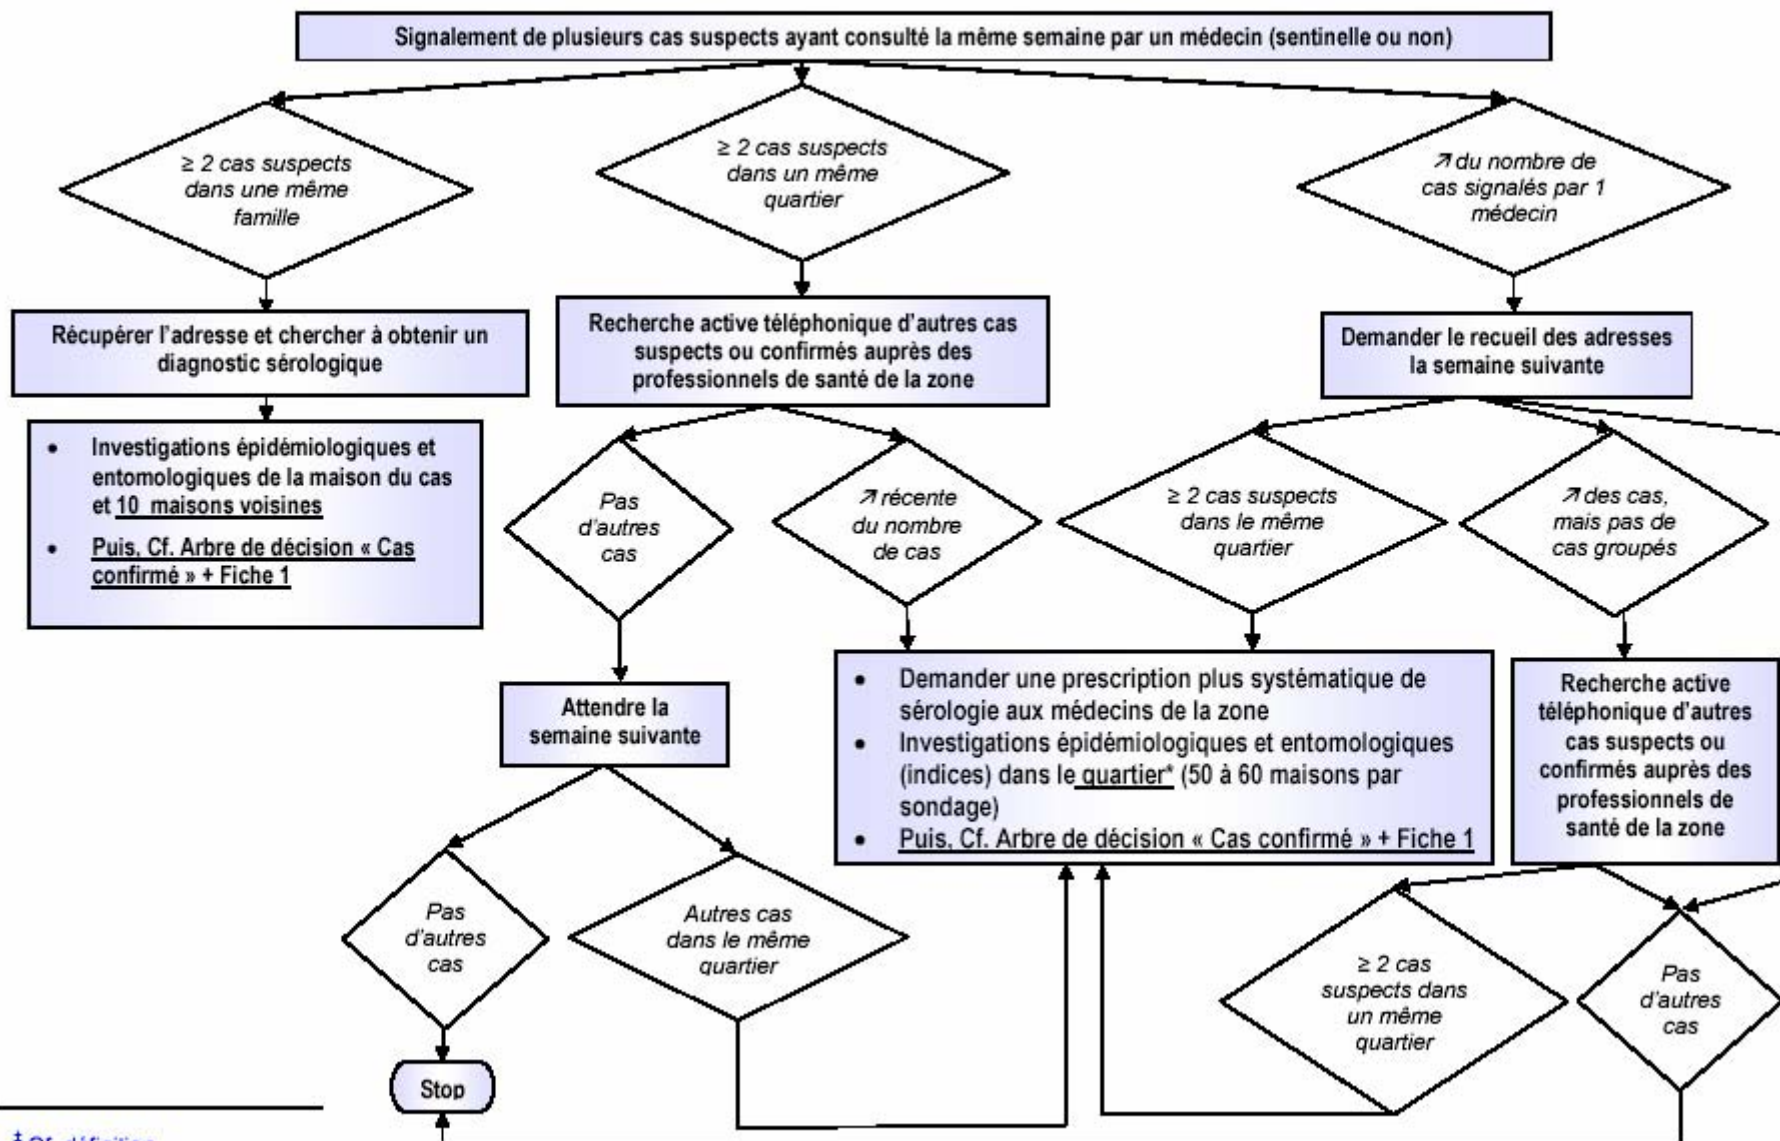 Signalement de plusieurs cas suspects ayant consulté la même semaine par un médecin (sentinelle ou non)
≥ 2 cas suspects
dans une même
famille
≥ 2 cas suspects
dans un même
quartier
↗ du nombre de
cas signalés par 1
médecin
Récupérer l’adresse et chercher à obtenir un
diagnostic sérologique
Recherche active téléphonique d’autres cas
suspects ou confirmés auprès des
professionnels de santé de la zone
Demander le recueil des adresses
la semaine suivante
• Investigations épidémiologiques et
entomologiques de la maison du cas
et 10 maisons voisines
• Puis, Cf. Arbre de décision « Cas
confirmé » + Fiche 1
Pas
d’autres
cas
↗ récente
du nombre
de cas
≥ 2 cas suspects
dans le même
quartier
↗ des cas,
mais pas de
cas groupés
Attendre la
semaine suivante
• Demander une prescription plus systématique de
sérologie aux médecins de la zone
• Investigations épidémiologiques et entomologiques
(indices) dans le quartier* (50 à 60 maisons par
sondage)
• Puis, Cf. Arbre de décision « Cas confirmé » + Fiche 1
Recherche active
téléphonique d’autres
cas suspects ou
confirmés auprès des
professionnels de
santé de la zone
Pas
d’autres
cas
Autres cas
dans le même
quartier
≥ 2 cas
suspects dans
un même
quartier
Pas
d’autres
cas
Stop
Cf. définition